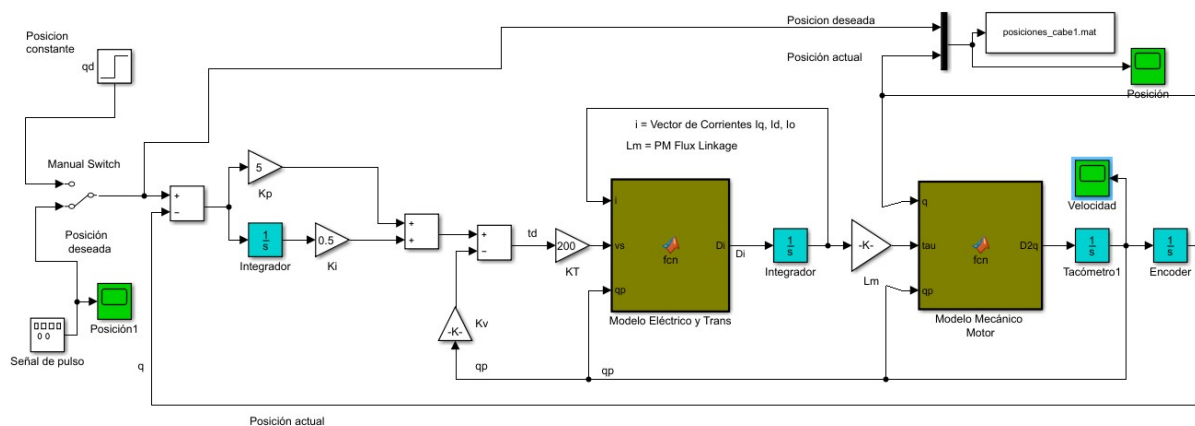 Posicion deseada
posiciones_cabe1.mat
Posicion
constante
qd
Posición actual
Posición
i = Vector de Corrientes Iq, Id, Io
Lm = PM Flux Linkage
Manual Switch
+
−
5
Kp
1
s
Integrador
0.5
Ki
+
+
+
−
td
200
KT
i
vs
qp
fcn
Di
Modelo Eléctrico y Trans
Di
1
s
Integrador
-K-
Lm
q
tau
qp
fcn
D2q
Modelo Mecánico
Motor
Velocidad
1
s
Tacómetro1
1
s
Encoder
Posición
deseada
Posición1
Señal de pulso
-K-
Kv
qp
qp
q
Posición actual